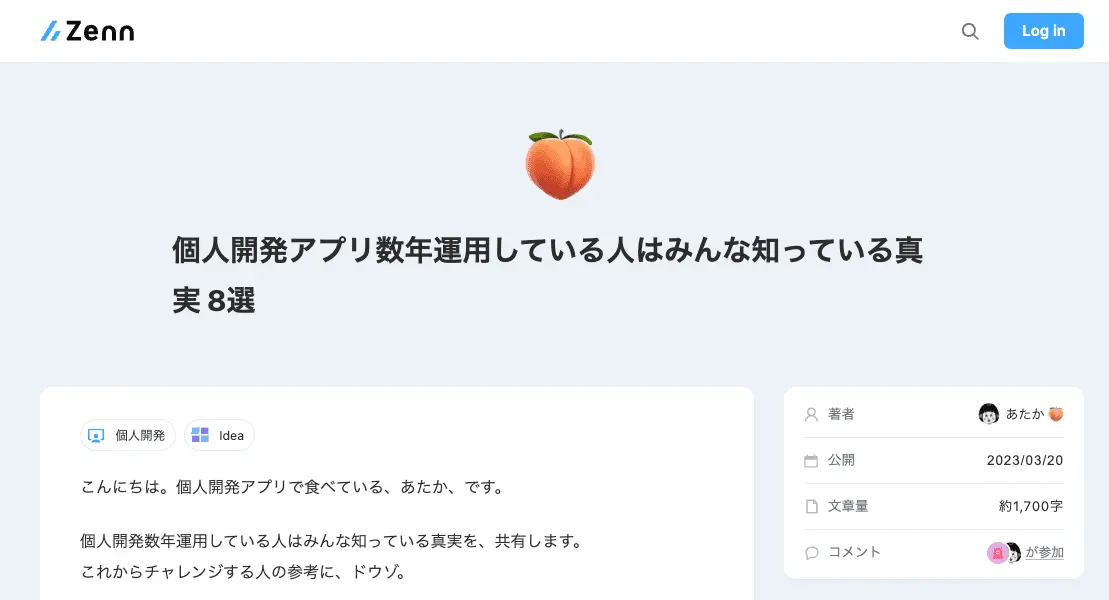 Zenn
Log in
個人開発アプリ数年運用している人はみんな知っている真
実 8選
個人開発
Idea
こんにちは。個人開発アプリで食べている、あたか、です。
個人開発数年運用している人はみんな知っている真実を、共有します。
これからチャレンジする人の参考に、ドウゾ。
著者 あたか🍑
公開 2023/03/20
文章量 約1,700字
コメント が参加